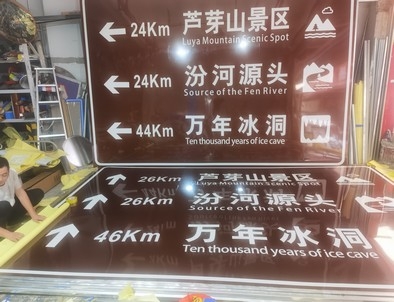 24Km 芦芽山景区
Luya Mountain Scenic Spot
24Km 汾河源头
Source of the Fen River
44Km 万年冰洞
Ten thousand years of ice cave
26Km 芦芽山景区
Luya Mountain Scenic Spot
26Km 汾河源头
Source of the Fen River
46Km 万年冰洞
Ten thousand years of ice cave